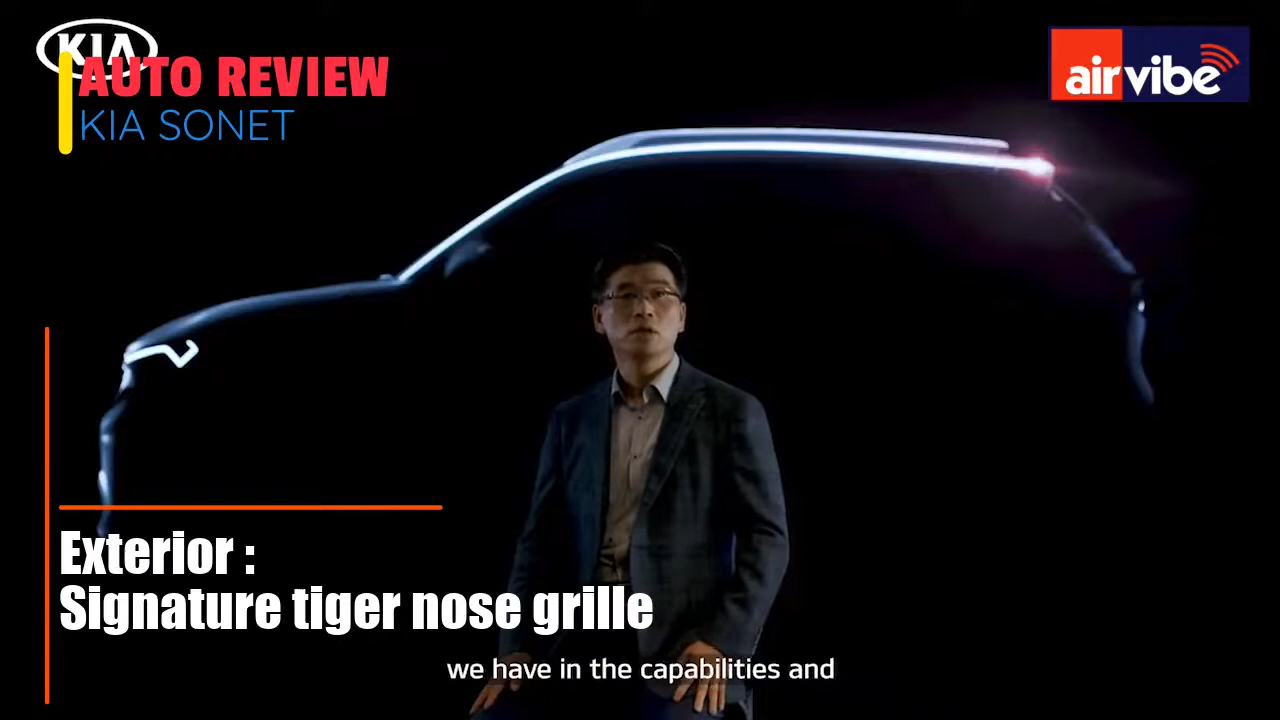 KIA
AUTO REVIEW
KIA SONET
airvibe
Exterior :
Signature tiger nose grille
we have in the capabilities and